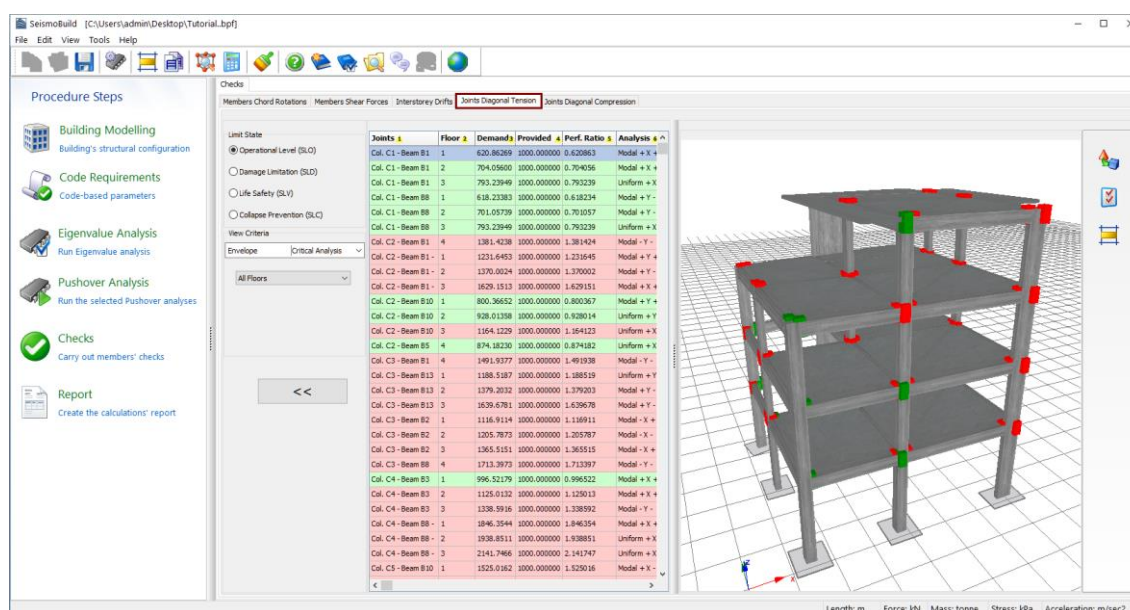 SeismoBuild [C:\Users\admin\Desktop\Tutorial.bpf]
File Edit View Tools Help
Procedure Steps
Building Modelling
Building's structural configuration
Code Requirements
Code-based parameters
Eigenvalue Analysis
Run Eigenvalue analysis
Pushover Analysis
Run the selected Pushover analyses
Checks
Carry out members' checks
Report
Create the calculations' report
Checks
Members Chord Rotations Members Shear Forces Interstorey Drifts Joints Diagonal Tension Joints Diagonal Compression
Limit State
Operational Level (SLO)
Damage Limitation (SLD)
Life Safety (SLV)
Collapse Prevention (SLC)
View Criteria
Envelope Critical Analysis
All Floors
<<
Joints 1 Floor 2 Demand 3 Provided 4 Perf. Ratio 5 Analysis 6
Col. C1 - Beam B1 1 620.86269 1000.000000 0.620863 Modal + X +
Col. C1 - Beam B1 2 704.05600 1000.000000 0.704056 Modal + X +
Col. C1 - Beam B1 3 793.23949 1000.000000 0.793239 Uniform + X
Col. C1 - Beam B8 1 618.23383 1000.000000 0.618234 Modal + Y -
Col. C1 - Beam B8 2 701.05739 1000.000000 0.701057 Modal + Y -
Col. C1 - Beam B8 3 793.23949 1000.000000 0.793239 Uniform + X
Col. C2 - Beam B1 4 1381.4238 1000.000000 1.381424 Modal - Y -
Col. C2 - Beam B1 - 1 1231.6453 1000.000000 1.231645 Modal + Y +
Col. C2 - Beam B1 - 2 1370.0024 1000.000000 1.370002 Modal + Y -
Col. C2 - Beam B1 - 3 1629.1513 1000.000000 1.629151 Modal + X +
Col. C2 - Beam B10 1 800.36652 1000.000000 0.800367 Modal + Y +
Col. C2 - Beam B10 2 928.01358 1000.000000 0.928014 Uniform + Y
Col. C2 - Beam B10 3 1164.1229 1000.000000 1.164123 Uniform + X
Col. C2 - Beam B5 4 874.18230 1000.000000 0.874182 Uniform + X
Col. C3 - Beam B1 4 1491.9377 1000.000000 1.491938 Modal - Y -
Col. C3 - Beam B13 1 1188.5187 1000.000000 1.188519 Uniform + Y
Col. C3 - Beam B13 2 1379.2032 1000.000000 1.379203 Modal + Y -
Col. C3 - Beam B13 3 1639.6781 1000.000000 1.639678 Modal + Y -
Col. C3 - Beam B2 1 1116.9114 1000.000000 1.116911 Modal - X +
Col. C3 - Beam B2 2 1205.7873 1000.000000 1.205787 Modal - X -
Col. C3 - Beam B2 3 1365.5151 1000.000000 1.365515 Modal - X +
Col. C3 - Beam B8 4 1713.3973 1000.000000 1.713397 Modal - Y -
Col. C4 - Beam B3 1 996.52179 1000.000000 0.996522 Modal + X +
Col. C4 - Beam B3 2 1125.0132 1000.000000 1.125013 Modal + X +
Col. C4 - Beam B3 3 1338.5916 1000.000000 1.338592 Modal - Y -
Col. C4 - Beam B8 - 1 1846.3544 1000.000000 1.846354 Modal + X +
Col. C4 - Beam B8 - 2 1938.8511 1000.000000 1.938851 Uniform + X
Col. C4 - Beam B8 - 3 2141.7466 1000.000000 2.141747 Uniform + X
Col. C5 - Beam B10 1 1525.0162 1000.000000 1.525016 Modal + X -
Z X
Length: m Force: kN Mass: tonne Stress: kPa Acceleration: m/sec2